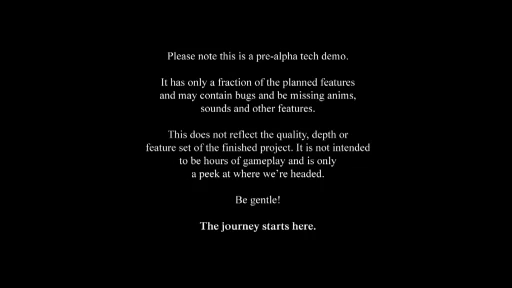 Please note this is a pre-alpha tech demo.
It has only a fraction of the planned features
and may contain bugs and be missing anims,
sounds and other features.
This does not reflect the quality, depth or
feature set of the finished project. It is not intended
to be hours of gameplay and is only
a peek at where we're headed.
Be gentle!
The journey starts here.